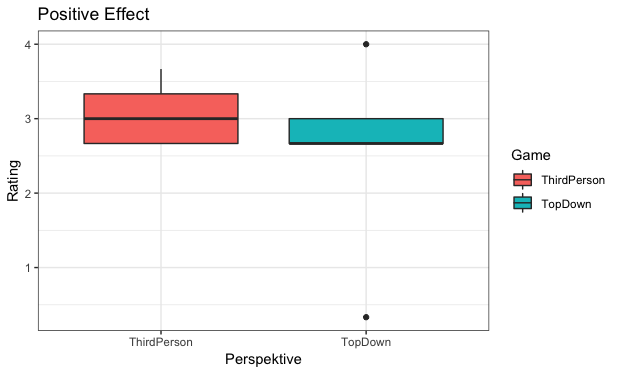 Positive Effect
4
3
2
1
Rating
ThirdPerson
TopDown
Perspektive
Game
ThirdPerson
TopDown